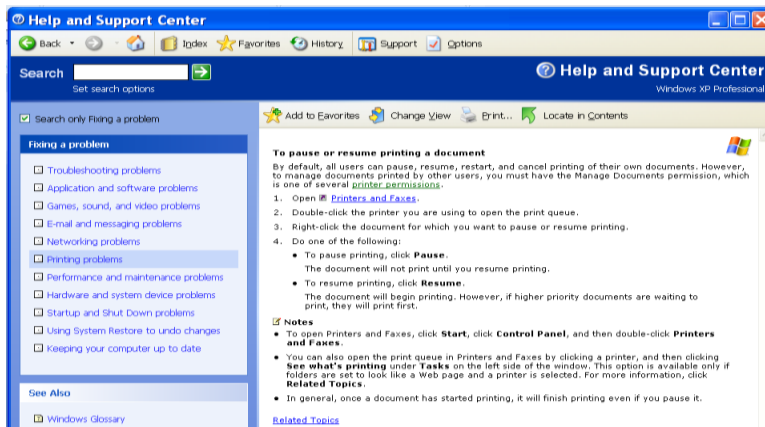 Help and Support Center
Back
Index
Favorites
History
Support
Options
Search
Set search options
Help and Support Center
Windows XP Professional
Search only Fixing a problem
Add to Favorites
Change View
Print...
Locate in Contents
Fixing a problem
Troubleshooting problems
Application and software problems
Games, sound, and video problems
E-mail and messaging problems
Networking problems
Printing problems
Performance and maintenance problems
Hardware and system device problems
Startup and Shut Down problems
Using System Restore to undo changes
Keeping your computer up to date
See Also
Windows Glossary
To pause or resume printing a document
By default, all users can pause, resume, restart, and cancel printing of their own documents. However,
to manage documents printed by other users, you must have the Manage Documents permission, which
is one of several printer permissions.
1. Open Printers and Faxes.
2. Double-click the printer you are using to open the print queue.
3. Right-click the document for which you want to pause or resume printing.
4. Do one of the following:
• To pause printing, click Pause.
The document will not print until you resume printing.
• To resume printing, click Resume.
The document will begin printing. However, if higher priority documents are waiting to
print, they will print first.
Notes
• To open Printers and Faxes, click Start, click Control Panel, and then double-click Printers
and Faxes.
• You can also open the print queue in Printers and Faxes by clicking a printer, and then clicking
See what's printing under Tasks on the left side of the window. This option is available only if
folders are set to look like a Web page and a printer is selected. For more information, click
Related Topics.
• In general, once a document has started printing, it will finish printing even if you pause it.
Related Topics